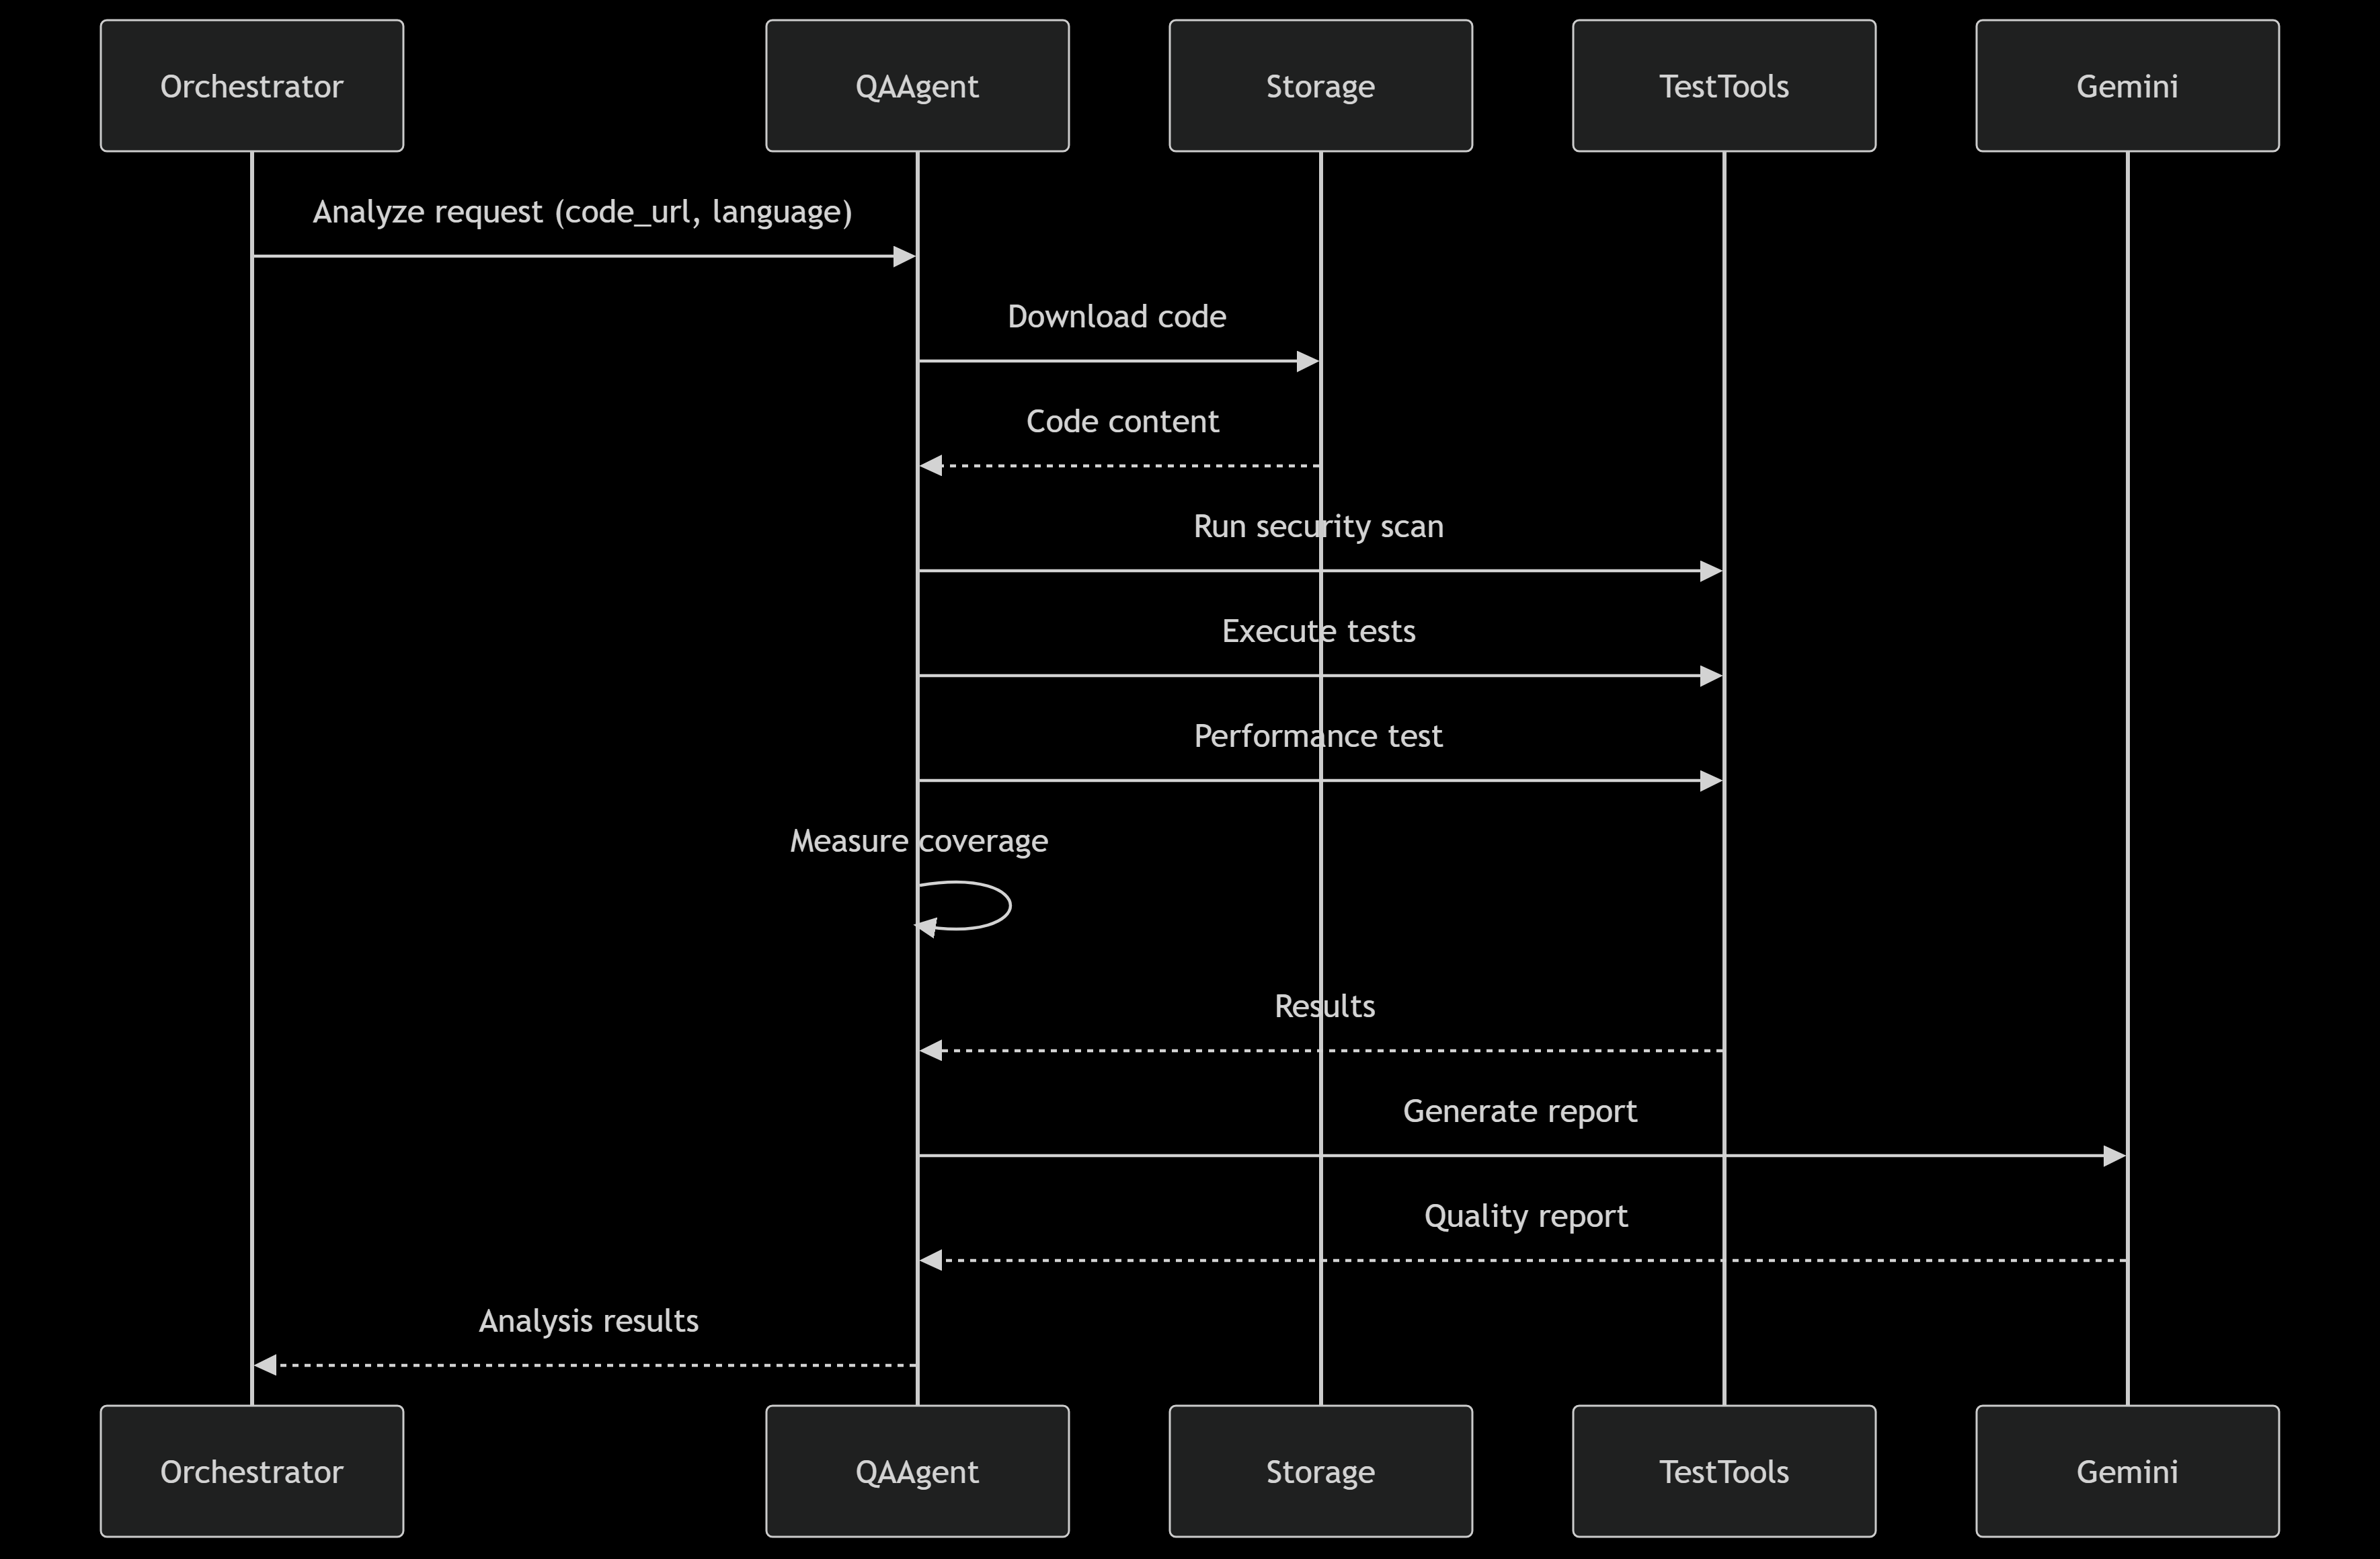 Orchestrator
QAAgent
Storage
TestTools
Gemini
Analyze request (code_url, language)
Download code
Code content
Run security scan
Execute tests
Performance test
Measure coverage
Results
Generate report
Quality report
Analysis results
Orchestrator
QAAgent
Storage
TestTools
Gemini